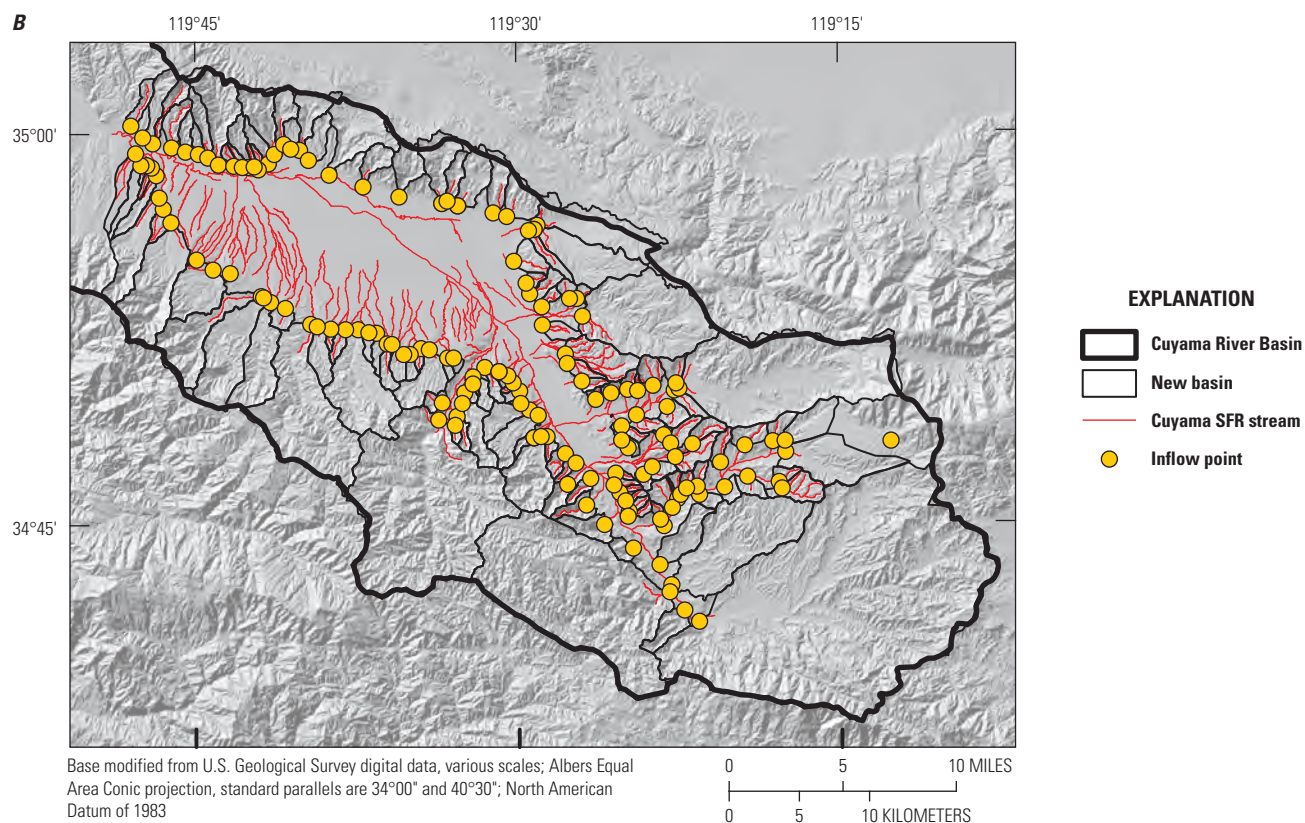 B
119°45'
119°30'
119°15'
35°00'
34°45'
EXPLANATION
Cuyama River Basin
New basin
Cuyama SFR stream
Inflow point
Base modified from U.S. Geological Survey digital data, various scales; Albers Equal
Area Conic projection, standard parallels are 34°00" and 40°30"; North American
Datum of 1983
0 5 10 MILES
0 5 10 KILOMETERS